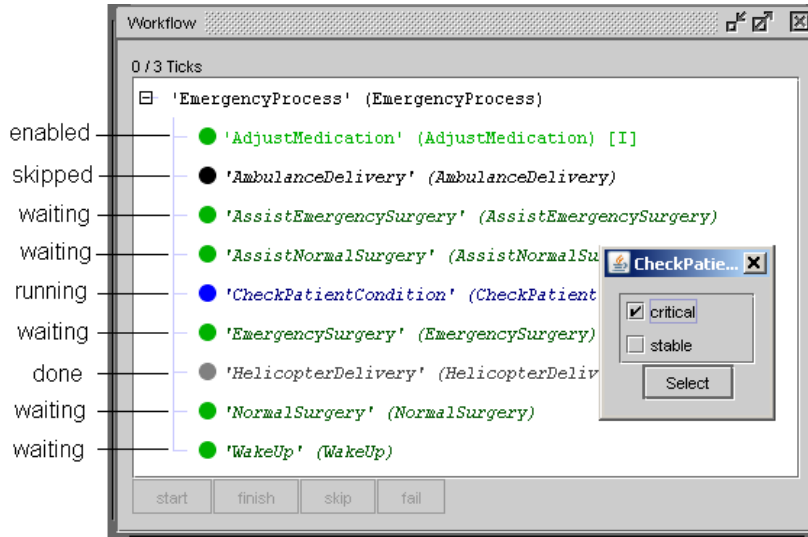 Workflow
0 / 3 Ticks
'EmergencyProcess' (EmergencyProcess)
enabled 'AdjustMedication' (AdjustMedication) [I]
skipped 'AmbulanceDelivery' (AmbulanceDelivery)
waiting 'AssistEmergencySurgery' (AssistEmergencySurgery)
waiting 'AssistNormalSurgery' (AssistNormalSu
CheckPatie...
running 'CheckPatientCondition' (CheckPatient
critical
waiting 'EmergencySurgery' (EmergencySurgery)
stable
done 'HelicopterDelivery' (HelicopterDeliv
Select
waiting 'NormalSurgery' (NormalSurgery)
waiting 'WakeUp' (WakeUp)
start finish skip fail